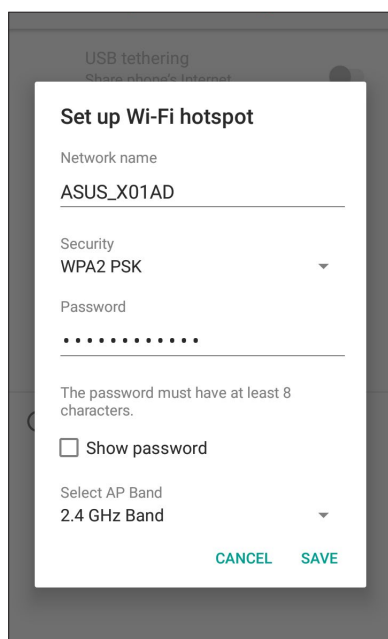 USB tethering
Share phone's Internet
Set up Wi-Fi hotspot
Network name
ASUS_X01AD
Security
WPA2 PSK
Password
••••••••••••
The password must have at least 8
characters.
Show password
Select AP Band
2.4 GHz Band
CANCEL SAVE